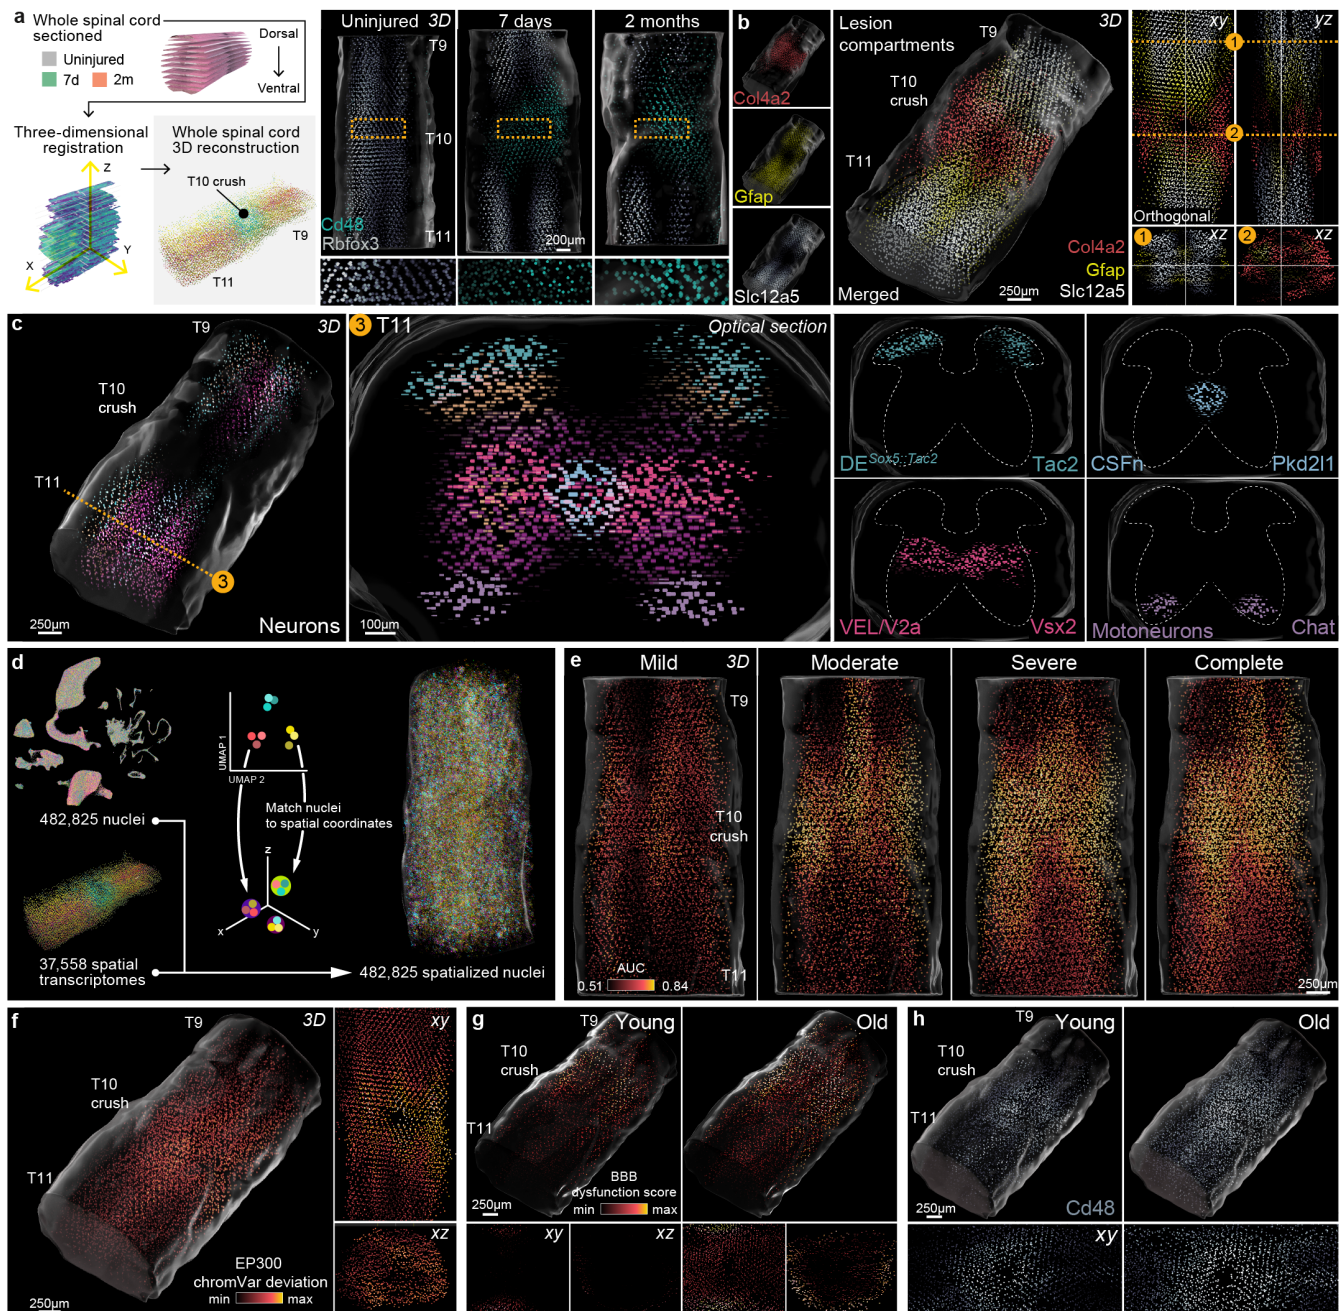 a
Whole spinal cord
sectioned
Uninjured
7d
2m
Dorsal
Ventral
Three-dimensional
registration
Z
X
Y
Whole spinal cord
3D reconstruction
T10 crush
T9
T11
Uninjured
3D
7 days
2 months
T9
T10
T11
Cd48
Rbfox3
200µm
b
Col4a2
Gfap
Slc12a5
Lesion
compartments
3D
T9
T10
crush
T11
Col4a2
Gfap
Slc12a5
Merged
250µm
xy
yz
1
2
Orthogonal
1
xz
2
xz
c
T9
3D
T10
crush
T11
3
250µm
Neurons
3
T11
Optical section
100µm
DE Sox5::Tac2
Tac2
CSFn
Pkd2l1
VEL/V2a
Vsx2
Motoneurons
Chat
d
482,825 nuclei
37,558 spatial
transcriptomes
UMAP 1
UMAP 2
Match nuclei
to spatial coordinates
z
x
y
482,825 spatialized nuclei
e
Mild
3D
Moderate
Severe
Complete
T9
T10
crush
T11
AUC
0.51
0.84
250µm
f
T9
3D
T10
crush
T11
EP300
chromVar deviation
min
max
250µm
xy
xz
g
T9
Young
Old
T10
crush
T11
BBB
dysfunction score
min
max
250µm
xy
xz
h
T9
Young
Old
T10
crush
T11
250µm
Cd48
xy